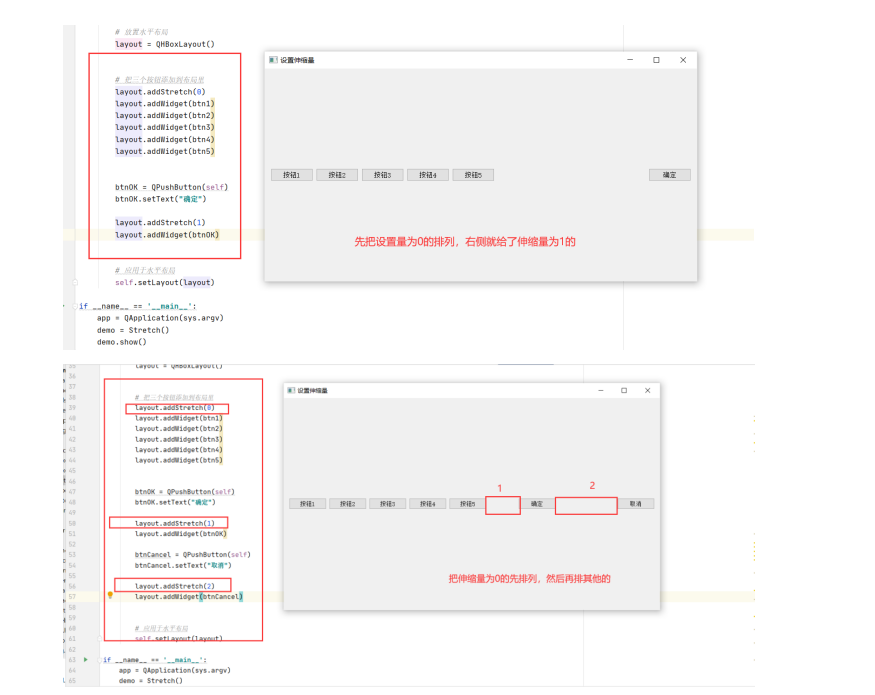 # 放置水平布局
layout = QHBoxLayout()
# 把三个按钮添加到布局里
layout.addStretch(0)
layout.addWidget(btn1)
layout.addWidget(btn2)
layout.addWidget(btn3)
layout.addWidget(btn4)
layout.addWidget(btn5)
btnOK = QPushButton(self)
btnOK.setText("确定")
layout.addStretch(1)
layout.addWidget(btnOK)
# 应用于水平布局
self.setLayout(layout)
if __name__ == '__main__':
app = QApplication(sys.argv)
demo = Stretch()
demo.show()
设置伸缩量
按钮1 按钮2 按钮3 按钮4 按钮5 确定
先把设置量为0的排列，右侧就给了伸缩量为1的
35 layout = QHBoxLayout()
36
37
38 # 把三个按钮添加到布局里
39 layout.addStretch(0)
40 layout.addWidget(btn1)
41 layout.addWidget(btn2)
42 layout.addWidget(btn3)
43 layout.addWidget(btn4)
44 layout.addWidget(btn5)
45
46
47 btnOK = QPushButton(self)
48 btnOK.setText("确定")
49
50 layout.addStretch(1)
51 layout.addWidget(btnOK)
52
53 btnCancel = QPushButton(self)
54 btnCancel.setText("取消")
55
56 layout.addStretch(2)
57 layout.addWidget(btnCancel)
58
59
60 # 应用于水平布局
61 self.setLayout(layout)
62
63 if __name__ == '__main__':
64 app = QApplication(sys.argv)
65 demo = Stretch()
设置伸缩量
1 2
按钮1 按钮2 按钮3 按钮4 按钮5 确定 取消
把伸缩量为0的先排列，然后再排其他的